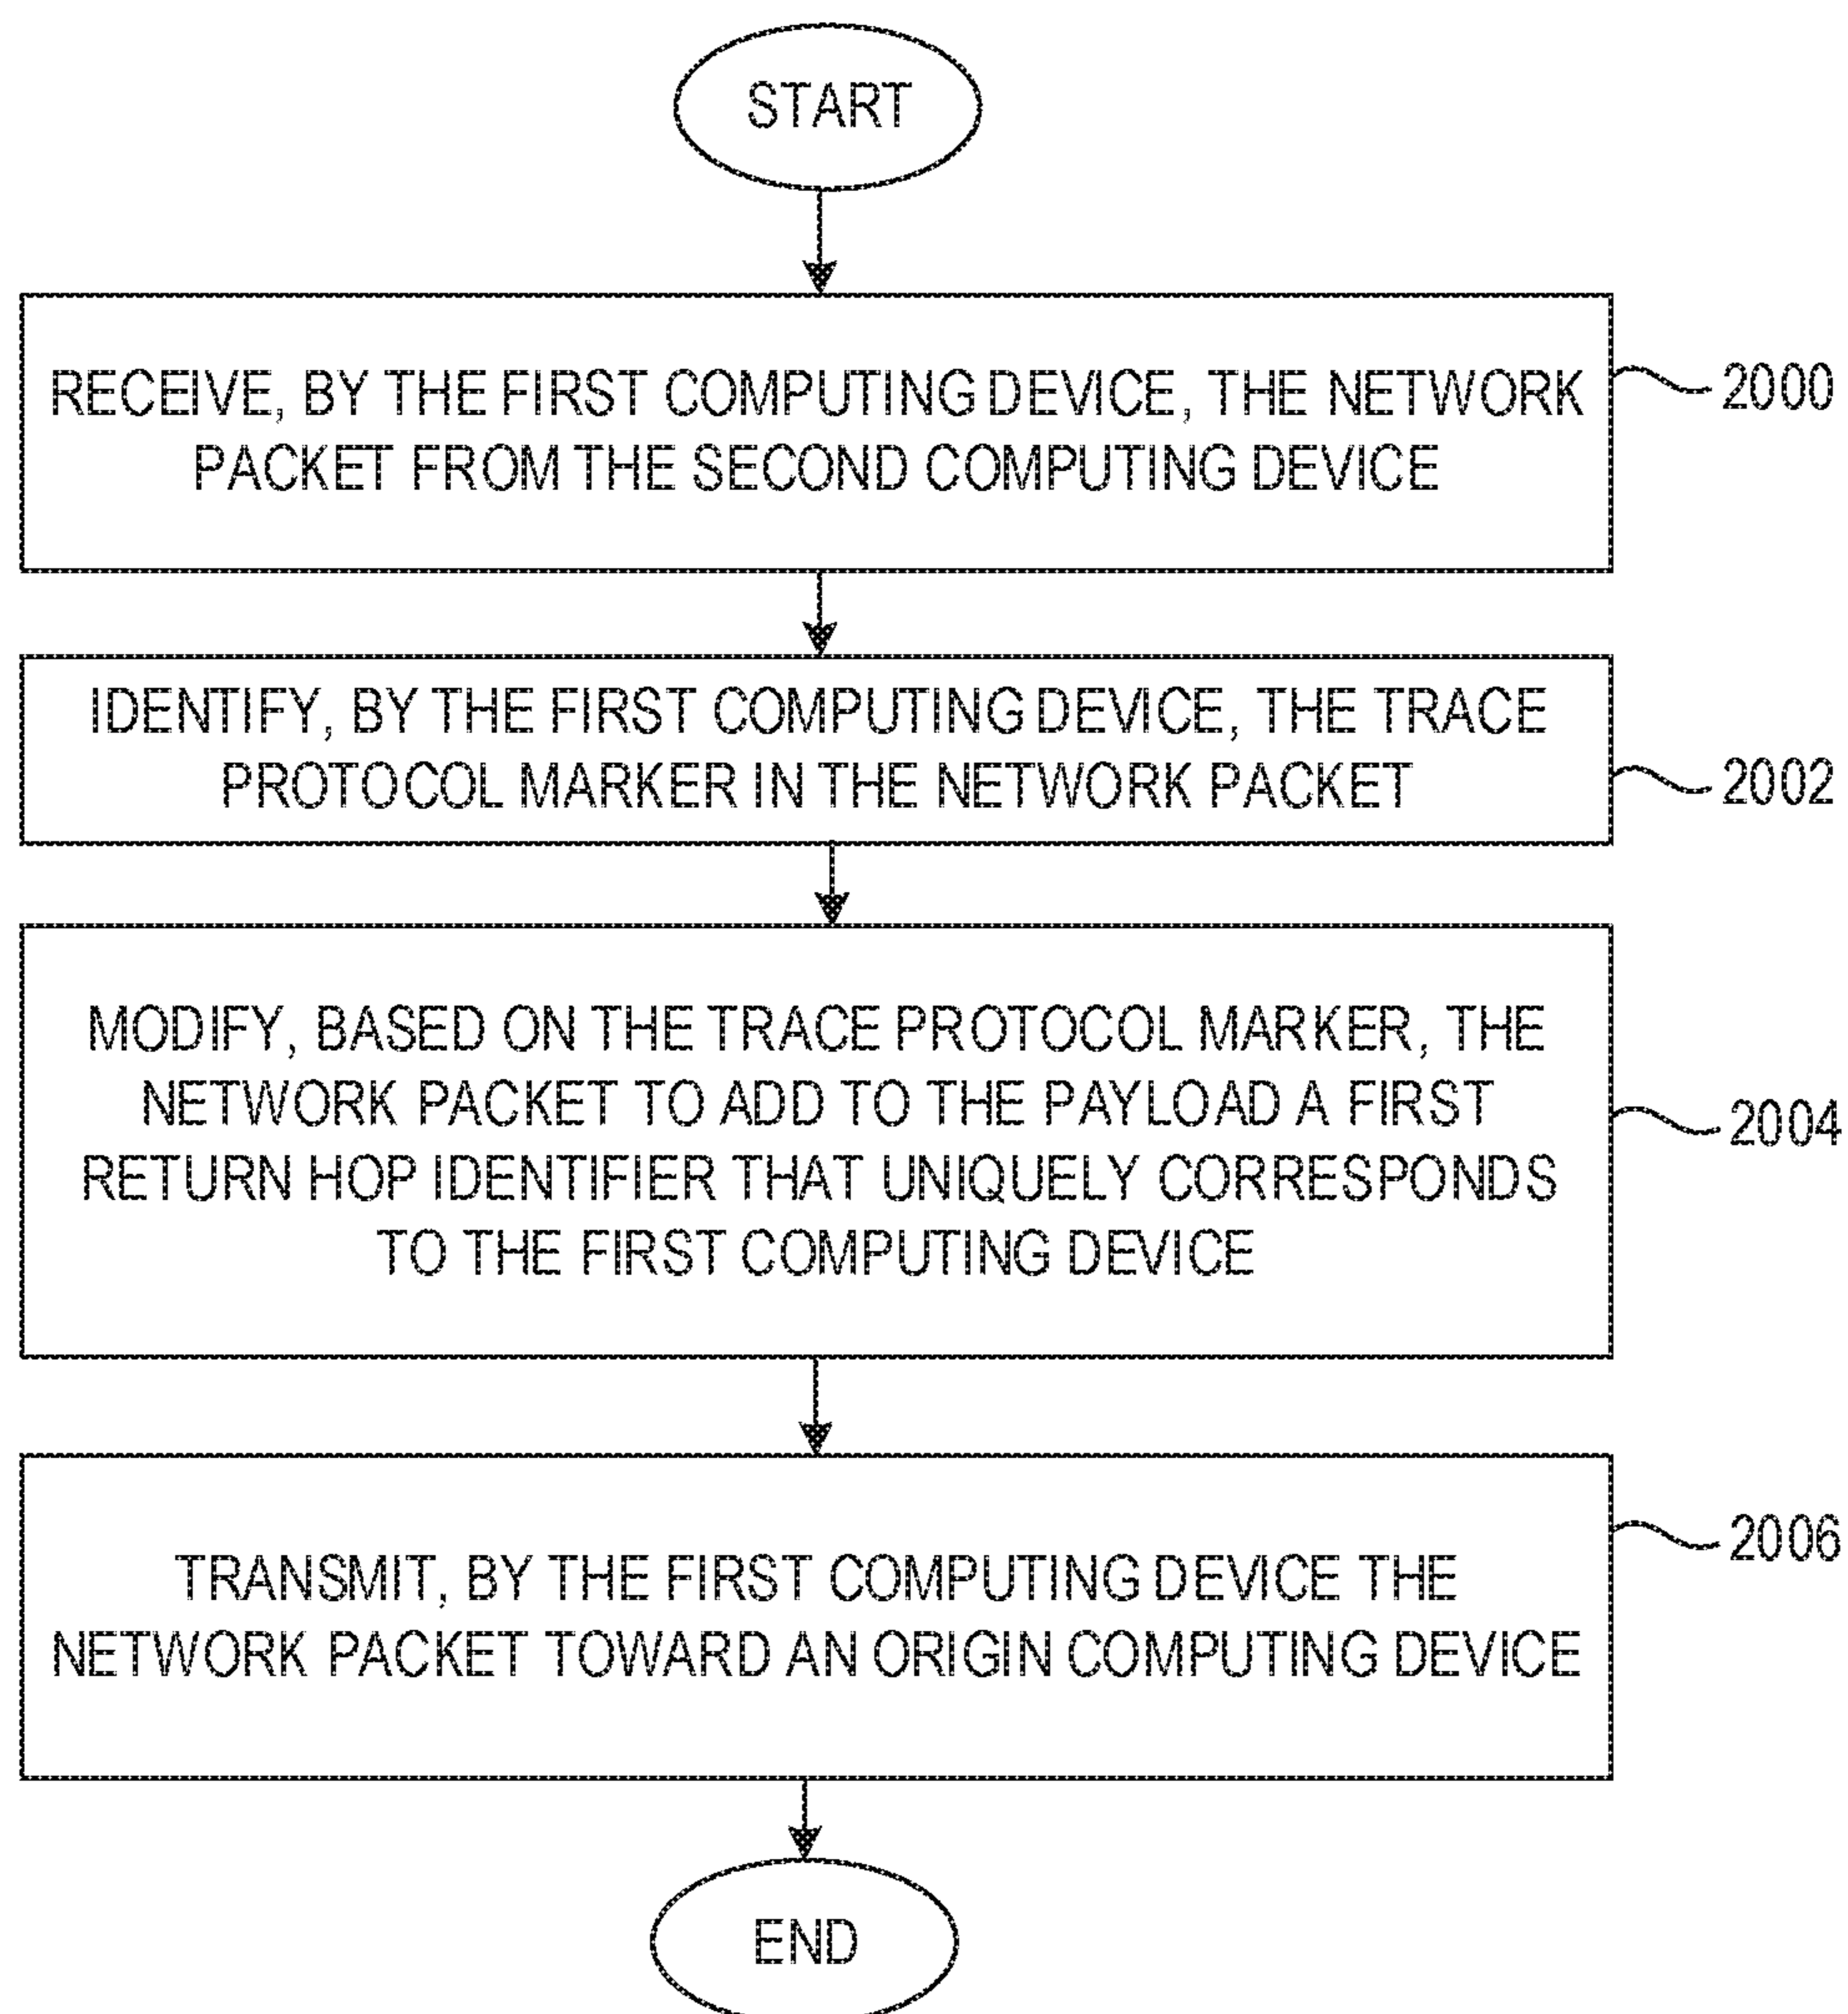 START
RECEIVE, BY THE FIRST COMPUTING DEVICE, THE NETWORK
PACKET FROM THE SECOND COMPUTING DEVICE
2000
IDENTIFY, BY THE FIRST COMPUTING DEVICE, THE TRACE
PROTOCOL MARKER IN THE NETWORK PACKET
2002
MODIFY, BASED ON THE TRACE PROTOCOL MARKER, THE
NETWORK PACKET TO ADD TO THE PAYLOAD A FIRST
RETURN HOP IDENTIFIER THAT UNIQUELY CORRESPONDS
TO THE FIRST COMPUTING DEVICE
2004
TRANSMIT, BY THE FIRST COMPUTING DEVICE THE
NETWORK PACKET TOWARD AN ORIGIN COMPUTING DEVICE
2006
END